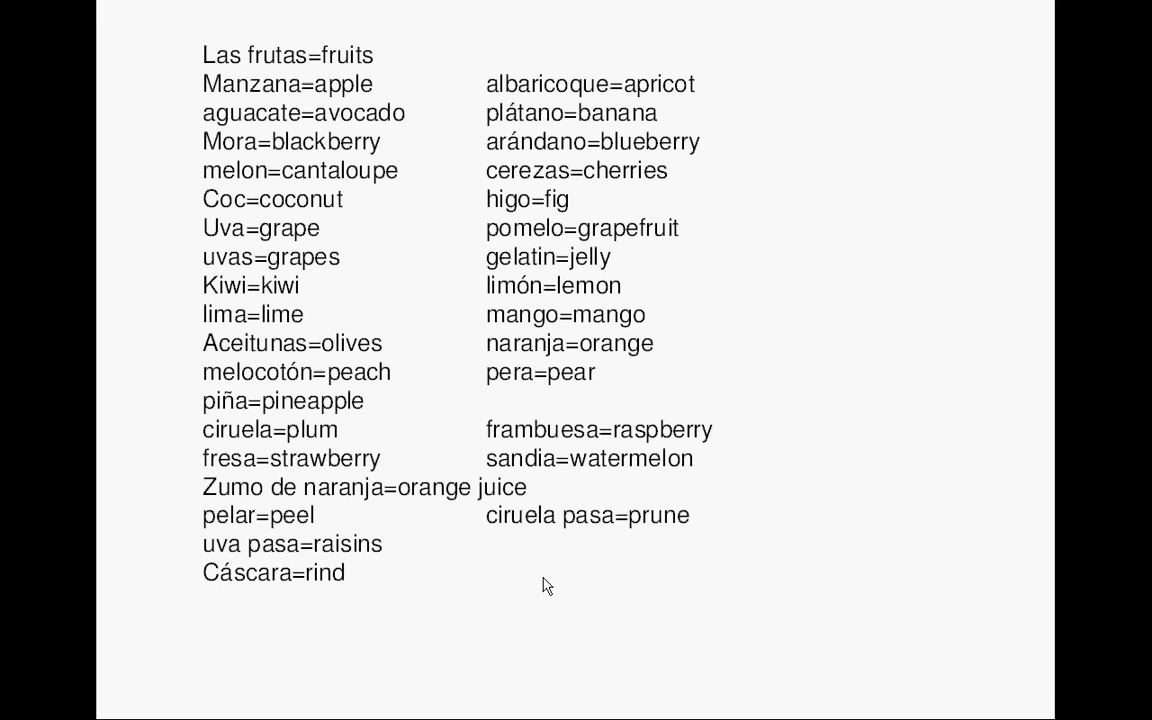 Las frutas=fruits
Manzana=apple albaricoque=apricot
aguacate=avocado plátano=banana
Mora=blackberry arándano=blueberry
melon=cantaloupe cerezas=cherries
Coc=coconut higo=fig
Uva=grape pomelo=grapefruit
uvas=grapes gelatin=jelly
Kiwi=kiwi limón=lemon
lima=lime mango=mango
Aceitunas=olives naranja=orange
melocotón=peach pera=pear
piña=pineapple
ciruela=plum frambuesa=raspberry
fresa=strawberry sandia=watermelon
Zumo de naranja=orange juice
pelar=peel ciruela pasa=prune
uva pasa=raisins
Cáscara=rind